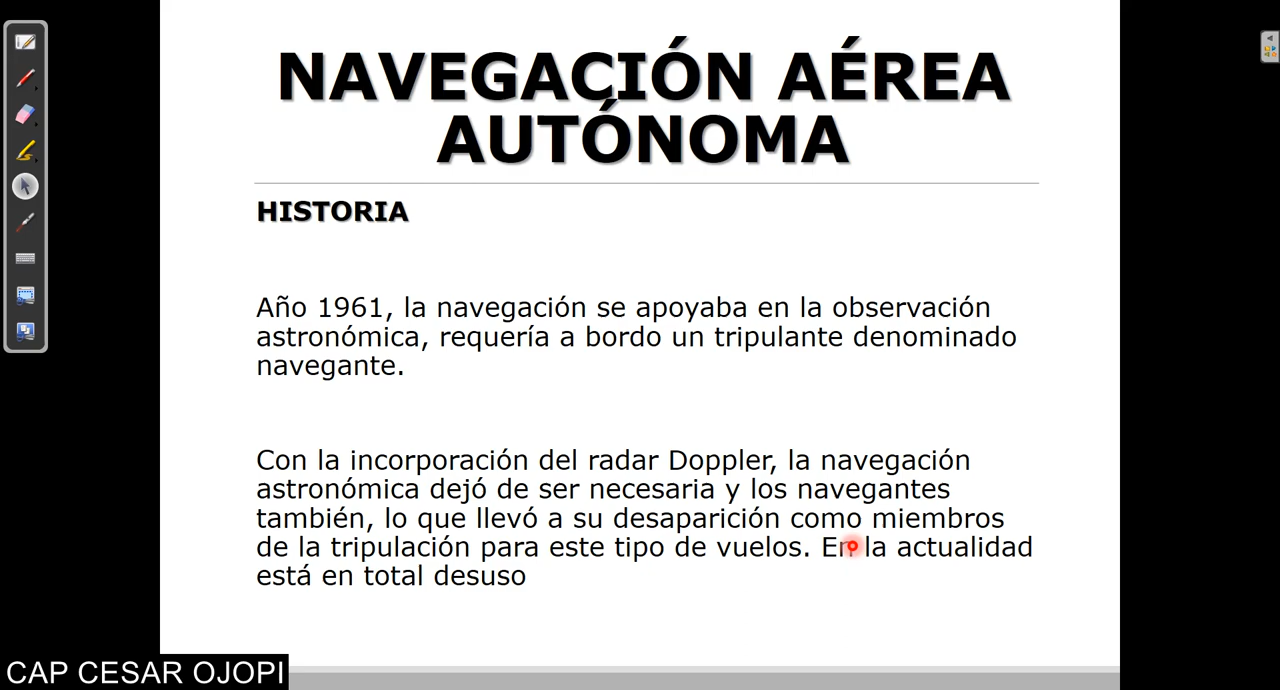 NAVEGACIÓN AÉREA
AUTÓNOMA
HISTORIA
Año 1961, la navegación se apoyaba en la observación
astronómica, requería a bordo un tripulante denominado
navegante.
Con la incorporación del radar Doppler, la navegación
astronómica dejó de ser necesaria y los navegantes
también, lo que llevó a su desaparición como miembros
de la tripulación para este tipo de vuelos. En la actualidad
está en total desuso
CAP CESAR OJOPI